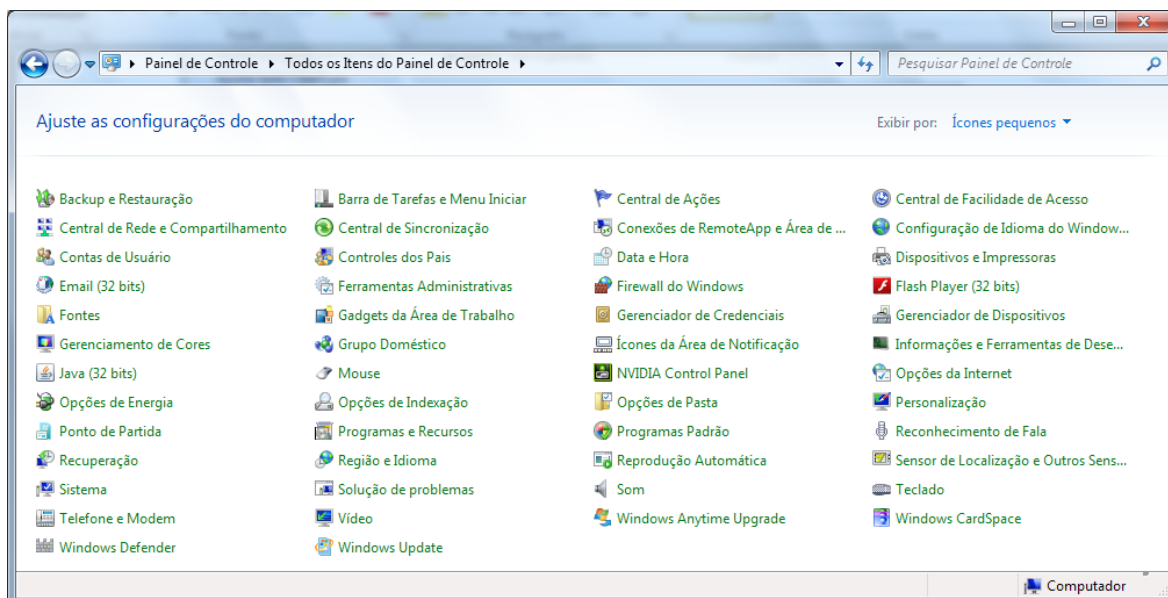 Painel de Controle Todos os Itens do Painel de Controle Pesquisar Painel de Controle
Ajuste as configurações do computador Exibir por: Ícones pequenos
Backup e Restauração Barra de Tarefas e Menu Iniciar Central de Ações Central de Facilidade de Acesso
Central de Rede e Compartilhamento Central de Sincronização Conexões de RemoteApp e Área de ... Configuração de Idioma do Window...
Contas de Usuário Controles dos Pais Data e Hora Dispositivos e Impressoras
Email (32 bits) Ferramentas Administrativas Firewall do Windows Flash Player (32 bits)
Fontes Gadgets da Área de Trabalho Gerenciador de Credenciais Gerenciador de Dispositivos
Gerenciamento de Cores Grupo Doméstico Ícones da Área de Notificação Informações e Ferramentas de Dese...
Java (32 bits) Mouse NVIDIA Control Panel Opções da Internet
Opções de Energia Opções de Indexação Opções de Pasta Personalização
Ponto de Partida Programas e Recursos Programas Padrão Reconhecimento de Fala
Recuperação Região e Idioma Reprodução Automática Sensor de Localização e Outros Sens...
Sistema Solução de problemas Som Teclado
Telefone e Modem Vídeo Windows Anytime Upgrade Windows CardSpace
Windows Defender Windows Update
Computador